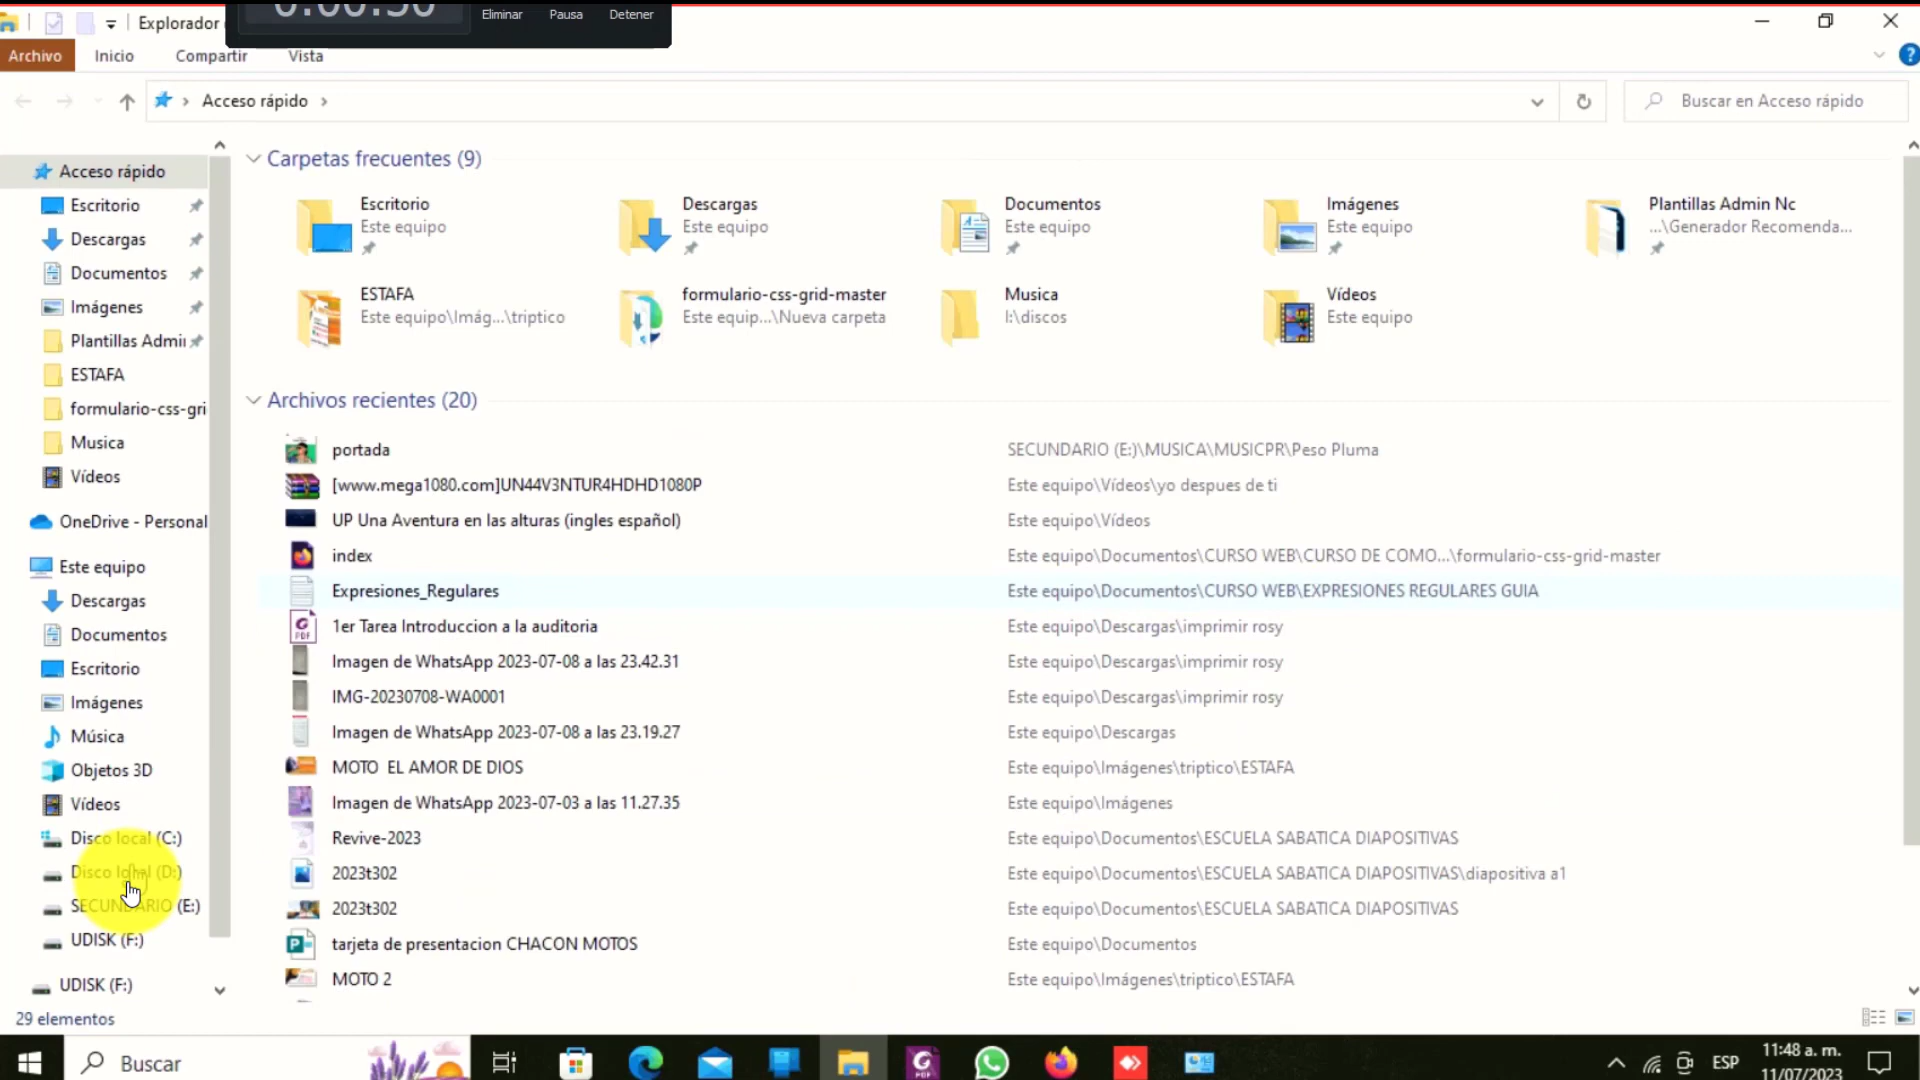 0:00:50
Eliminar Pausa Detener
Explorador
Archivo Inicio Compartir Vista
Acceso rápido
Buscar en Acceso rápido
Acceso rápido
Escritorio
Descargas
Documentos
Imágenes
Plantillas Admin
ESTAFA
formulario-css-gri
Musica
Vídeos
OneDrive - Personal
Este equipo
Descargas
Documentos
Escritorio
Imágenes
Música
Objetos 3D
Vídeos
Disco local (C:)
Disco local (D:)
SECUNDARIO (E:)
UDISK (F:)
UDISK (F:)
Carpetas frecuentes (9)
Escritorio
Este equipo
Descargas
Este equipo
Documentos
Este equipo
Imágenes
Este equipo
Plantillas Admin Nc
...\Generador Recomenda...
ESTAFA
Este equipo\Imág...\triptico
formulario-css-grid-master
Este equip...\Nueva carpeta
Musica
I:\discos
Vídeos
Este equipo
Archivos recientes (20)
portada SECUNDARIO (E:)\MUSICA\MUSICPR\Peso Pluma
[www.mega1080.com]UN44V3NTUR4HDHD1080P Este equipo\Vídeos\yo despues de ti
UP Una Aventura en las alturas (ingles español) Este equipo\Vídeos
index Este equipo\Documentos\CURSO WEB\CURSO DE COMO...\formulario-css-grid-master
Expresiones_Regulares Este equipo\Documentos\CURSO WEB\EXPRESIONES REGULARES GUIA
1er Tarea Introduccion a la auditoria Este equipo\Descargas\imprimir rosy
Imagen de WhatsApp 2023-07-08 a las 23.42.31 Este equipo\Descargas\imprimir rosy
IMG-20230708-WA0001 Este equipo\Descargas\imprimir rosy
Imagen de WhatsApp 2023-07-08 a las 23.19.27 Este equipo\Descargas
MOTO EL AMOR DE DIOS Este equipo\Imágenes\triptico\ESTAFA
Imagen de WhatsApp 2023-07-03 a las 11.27.35 Este equipo\Imágenes
Revive-2023 Este equipo\Documentos\ESCUELA SABATICA DIAPOSITIVAS
2023t302 Este equipo\Documentos\ESCUELA SABATICA DIAPOSITIVAS\diapositiva a1
2023t302 Este equipo\Documentos\ESCUELA SABATICA DIAPOSITIVAS
tarjeta de presentacion CHACON MOTOS Este equipo\Documentos
MOTO 2 Este equipo\Imágenes\triptico\ESTAFA
29 elementos
Buscar
ESP
11:48 a. m.
11/07/2023